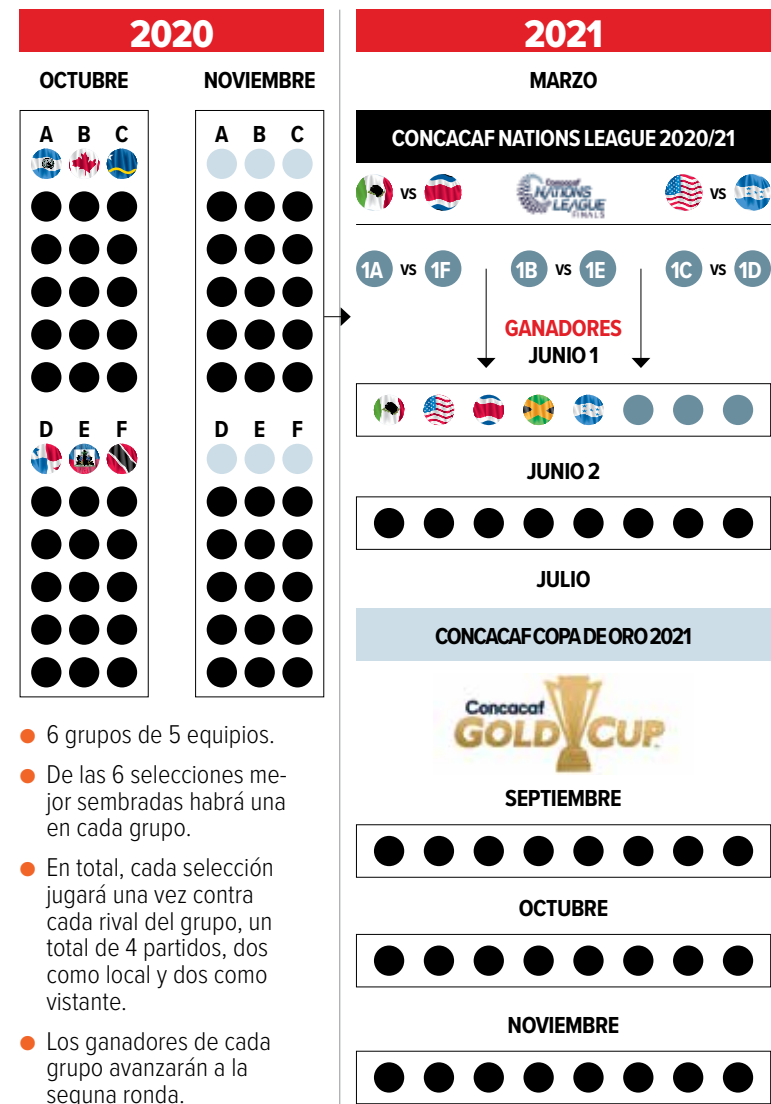 2020
OCTUBRE
NOVIEMBRE
A B C
A B C
D E F
D E F
6 grupos de 5 equipios.
De las 6 selecciones me-
jor sembradas habrá una
en cada grupo.
En total, cada selección
jugará una vez contra
cada rival del grupo, un
total de 4 partidos, dos
como local y dos como
vistante.
Los ganadores de cada
grupo avanzarán a la
seguna ronda.
2021
MARZO
CONCACAF NATIONS LEAGUE 2020/21
vs
Concacaf
NATIONS
LEAGUE
FINALS
vs
1A vs 1F
1B vs 1E
1C vs 1D
GANADORES
JUNIO 1
JUNIO 2
JULIO
CONCACAF COPA DE ORO 2021
Concacaf
GOLD CUP
SEPTIEMBRE
OCTUBRE
NOVIEMBRE